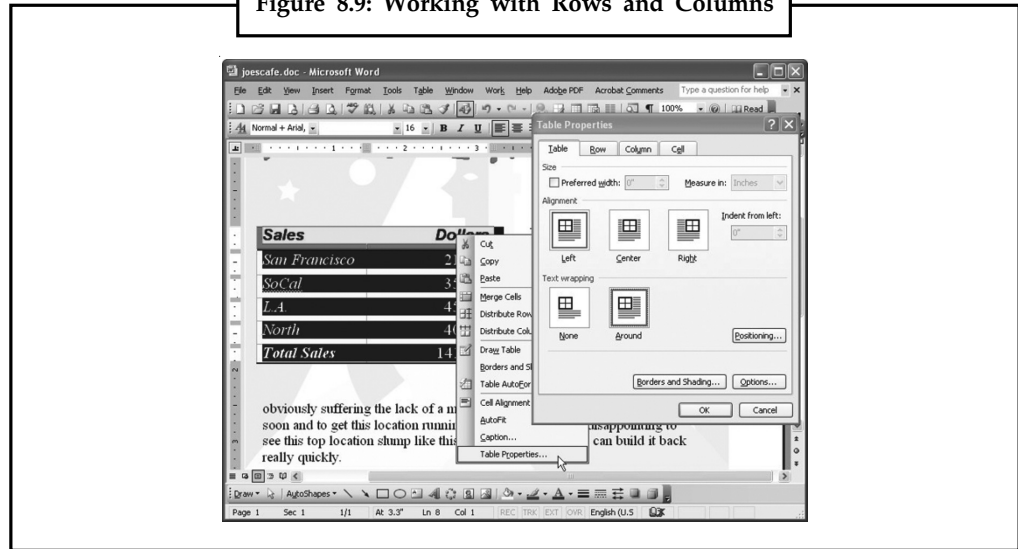 Figure 8.9: Working with Rows and Columns
joescafe.doc - Microsoft Word
File Edit View Insert Format Tools Table Window Work Help Adobe PDF Acrobat Comments Type a question for help
100% Read
Normal + Arial, 16 B I U
1 2 3
Table Properties
Table Row Column Cell
Size
Preferred width: 0" Measure in: Inches
Alignment
Indent from left:
0"
Left Center Right
Text wrapping
None Around
Positioning...
Borders and Shading... Options...
OK Cancel
Sales
San Francisco
SoCal
L.A.
North
Total Sales
Cut
Copy
Paste
Merge Cells
Distribute Row
Distribute Colu
Draw Table
Borders and S
Table AutoFor
Cell Alignment
AutoFit
Caption...
Table Properties...
obviously suffering the lack of a m
soon and to get this location runnin isappointing to
see this top location slump like this can build it back
really quickly.
Draw AutoShapes
Page 1 Sec 1 1/1 At 3.3" Ln 8 Col 1 REC TRK EXT OVR English (U.S